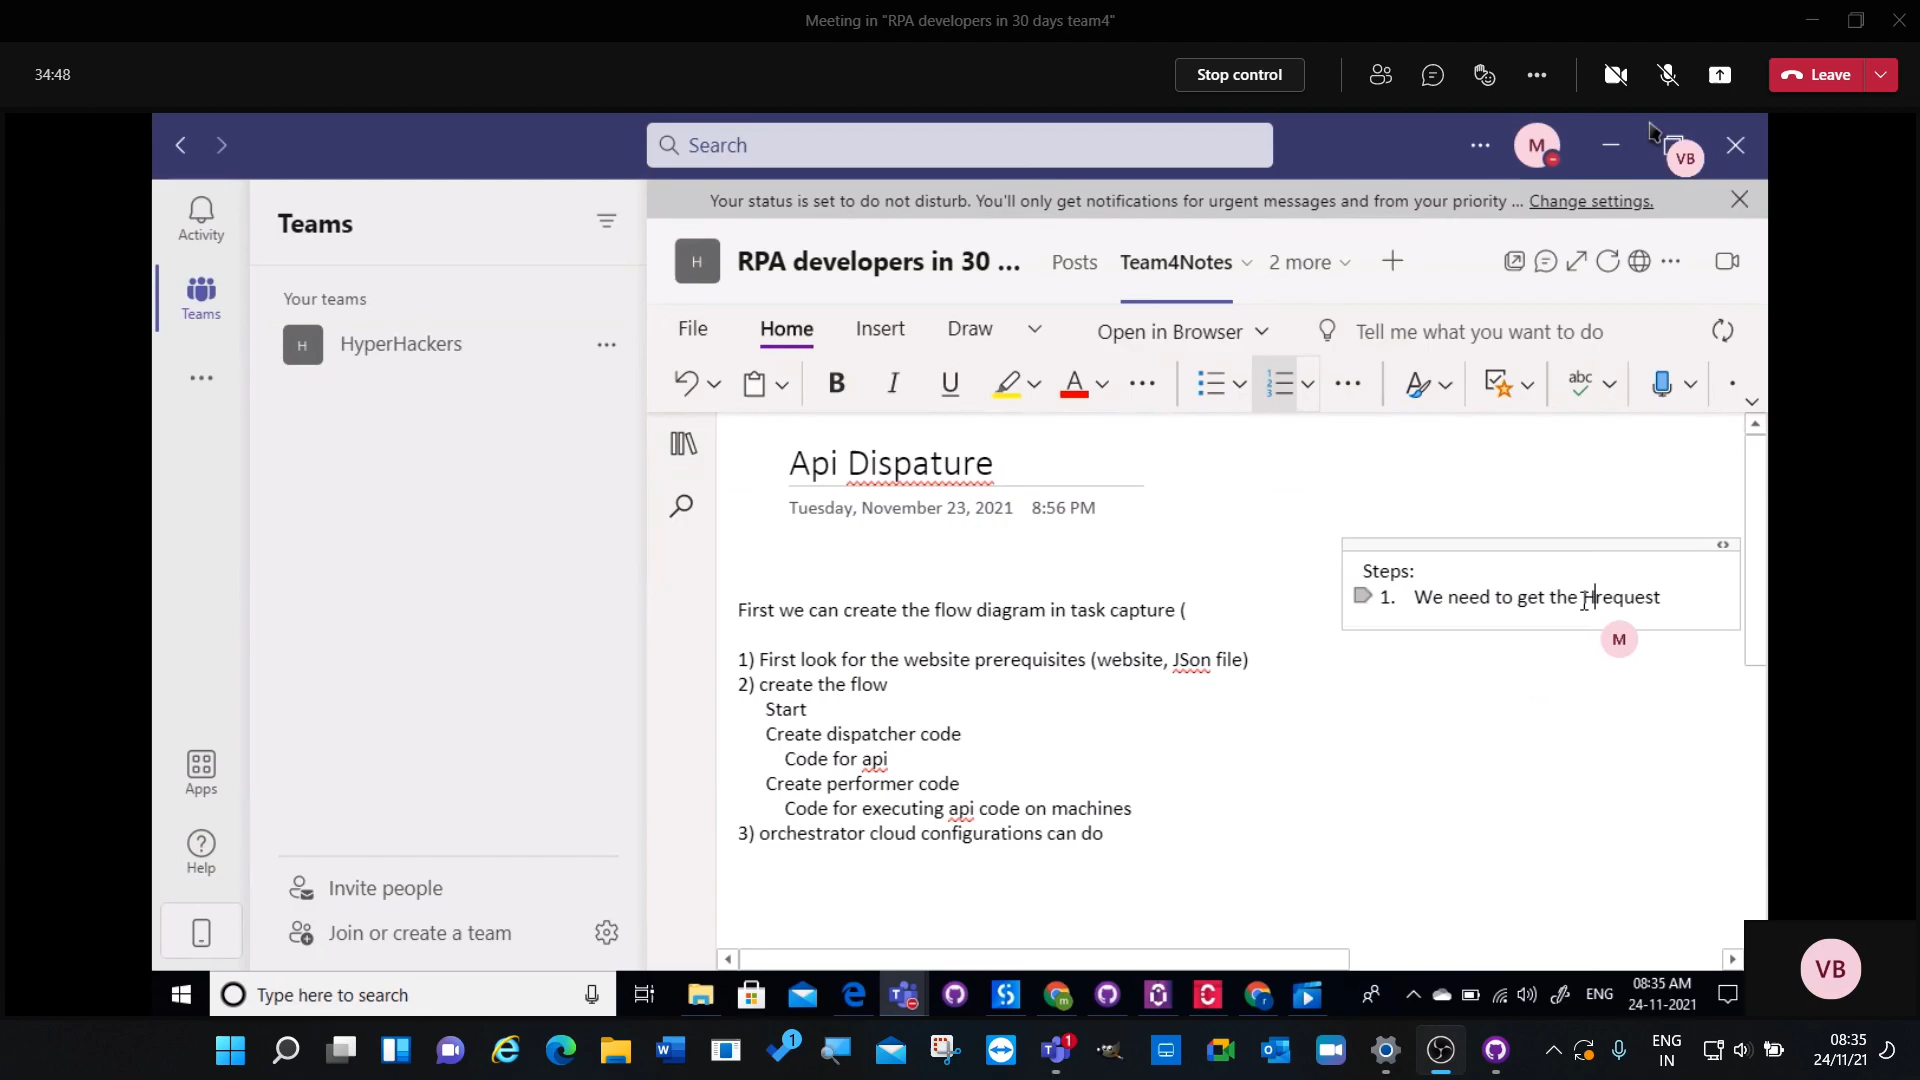 Meeting in "RPA developers in 30 days team4"
34:48
Stop control
Leave
Search
M
VB
Your status is set to do not disturb. You'll only get notifications for urgent messages and from your priority ... Change settings.
Activity
Teams
Teams
Your teams
H
HyperHackers
H
RPA developers in 30 ...
Posts
Team4Notes
2 more
File
Home
Insert
Draw
Open in Browser
Tell me what you want to do
B
I
U
A
abc
Api Dispature
Tuesday, November 23, 2021 8:56 PM
Steps:
1. We need to get the Hrequest
M
First we can create the flow diagram in task capture (
1) First look for the website prerequisites (website, JSon file)
2) create the flow
Start
Create dispatcher code
Code for api
Create performer code
Code for executing api code on machines
3) orchestrator cloud configurations can do
Apps
Help
Invite people
Join or create a team
VB
Type here to search
ENG
08:35 AM
24-11-2021
1
1
ENG
IN
08:35
24/11/21